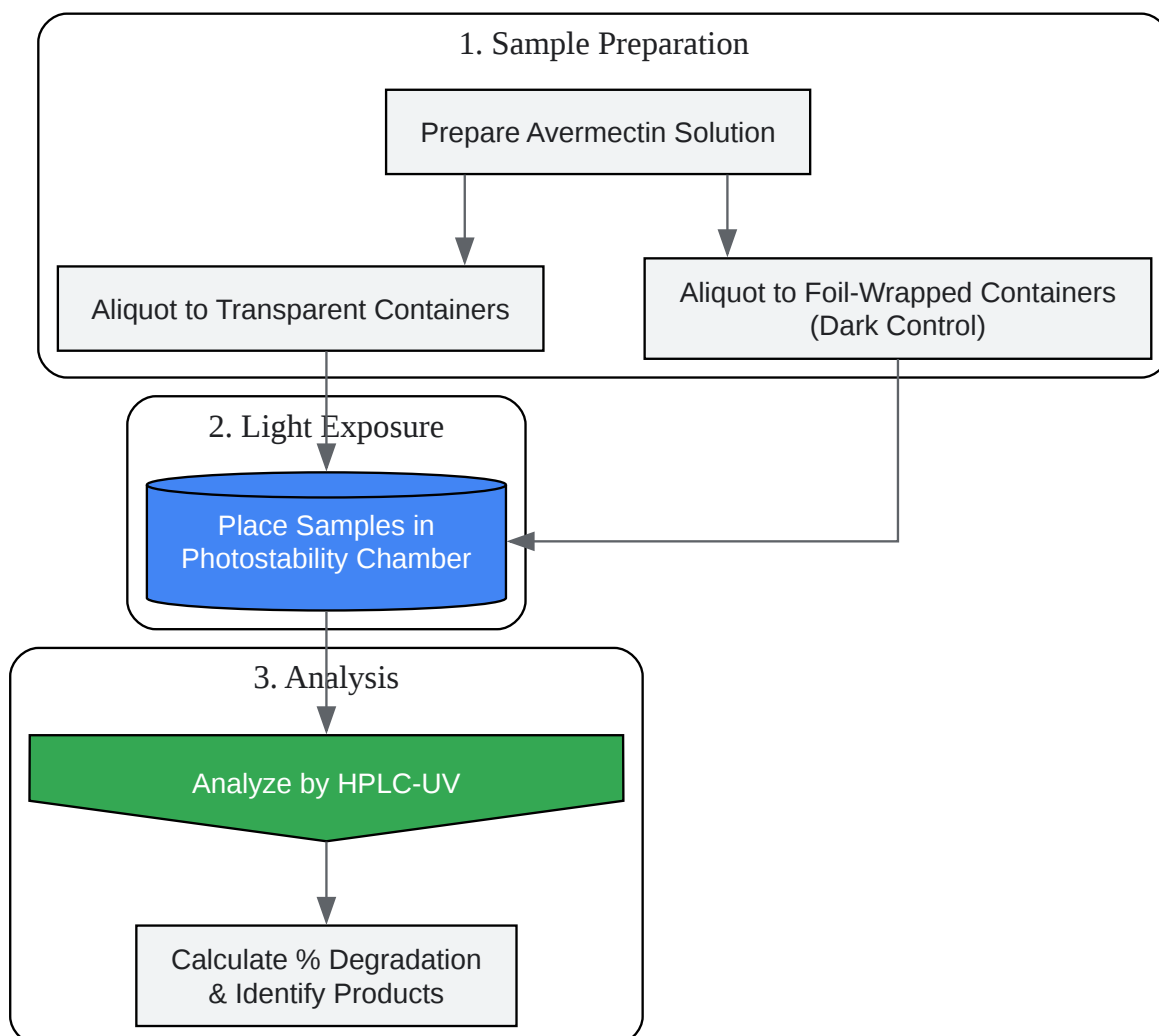 1. Sample Preparation
Prepare Avermectin Solution
Aliquot to Transparent Containers
Aliquot to Foil-Wrapped Containers
(Dark Control)
2. Light Exposure
Place Samples in
Photostability Chamber
3. Analysis
Analyze by HPLC-UV
Calculate % Degradation
& Identify Products